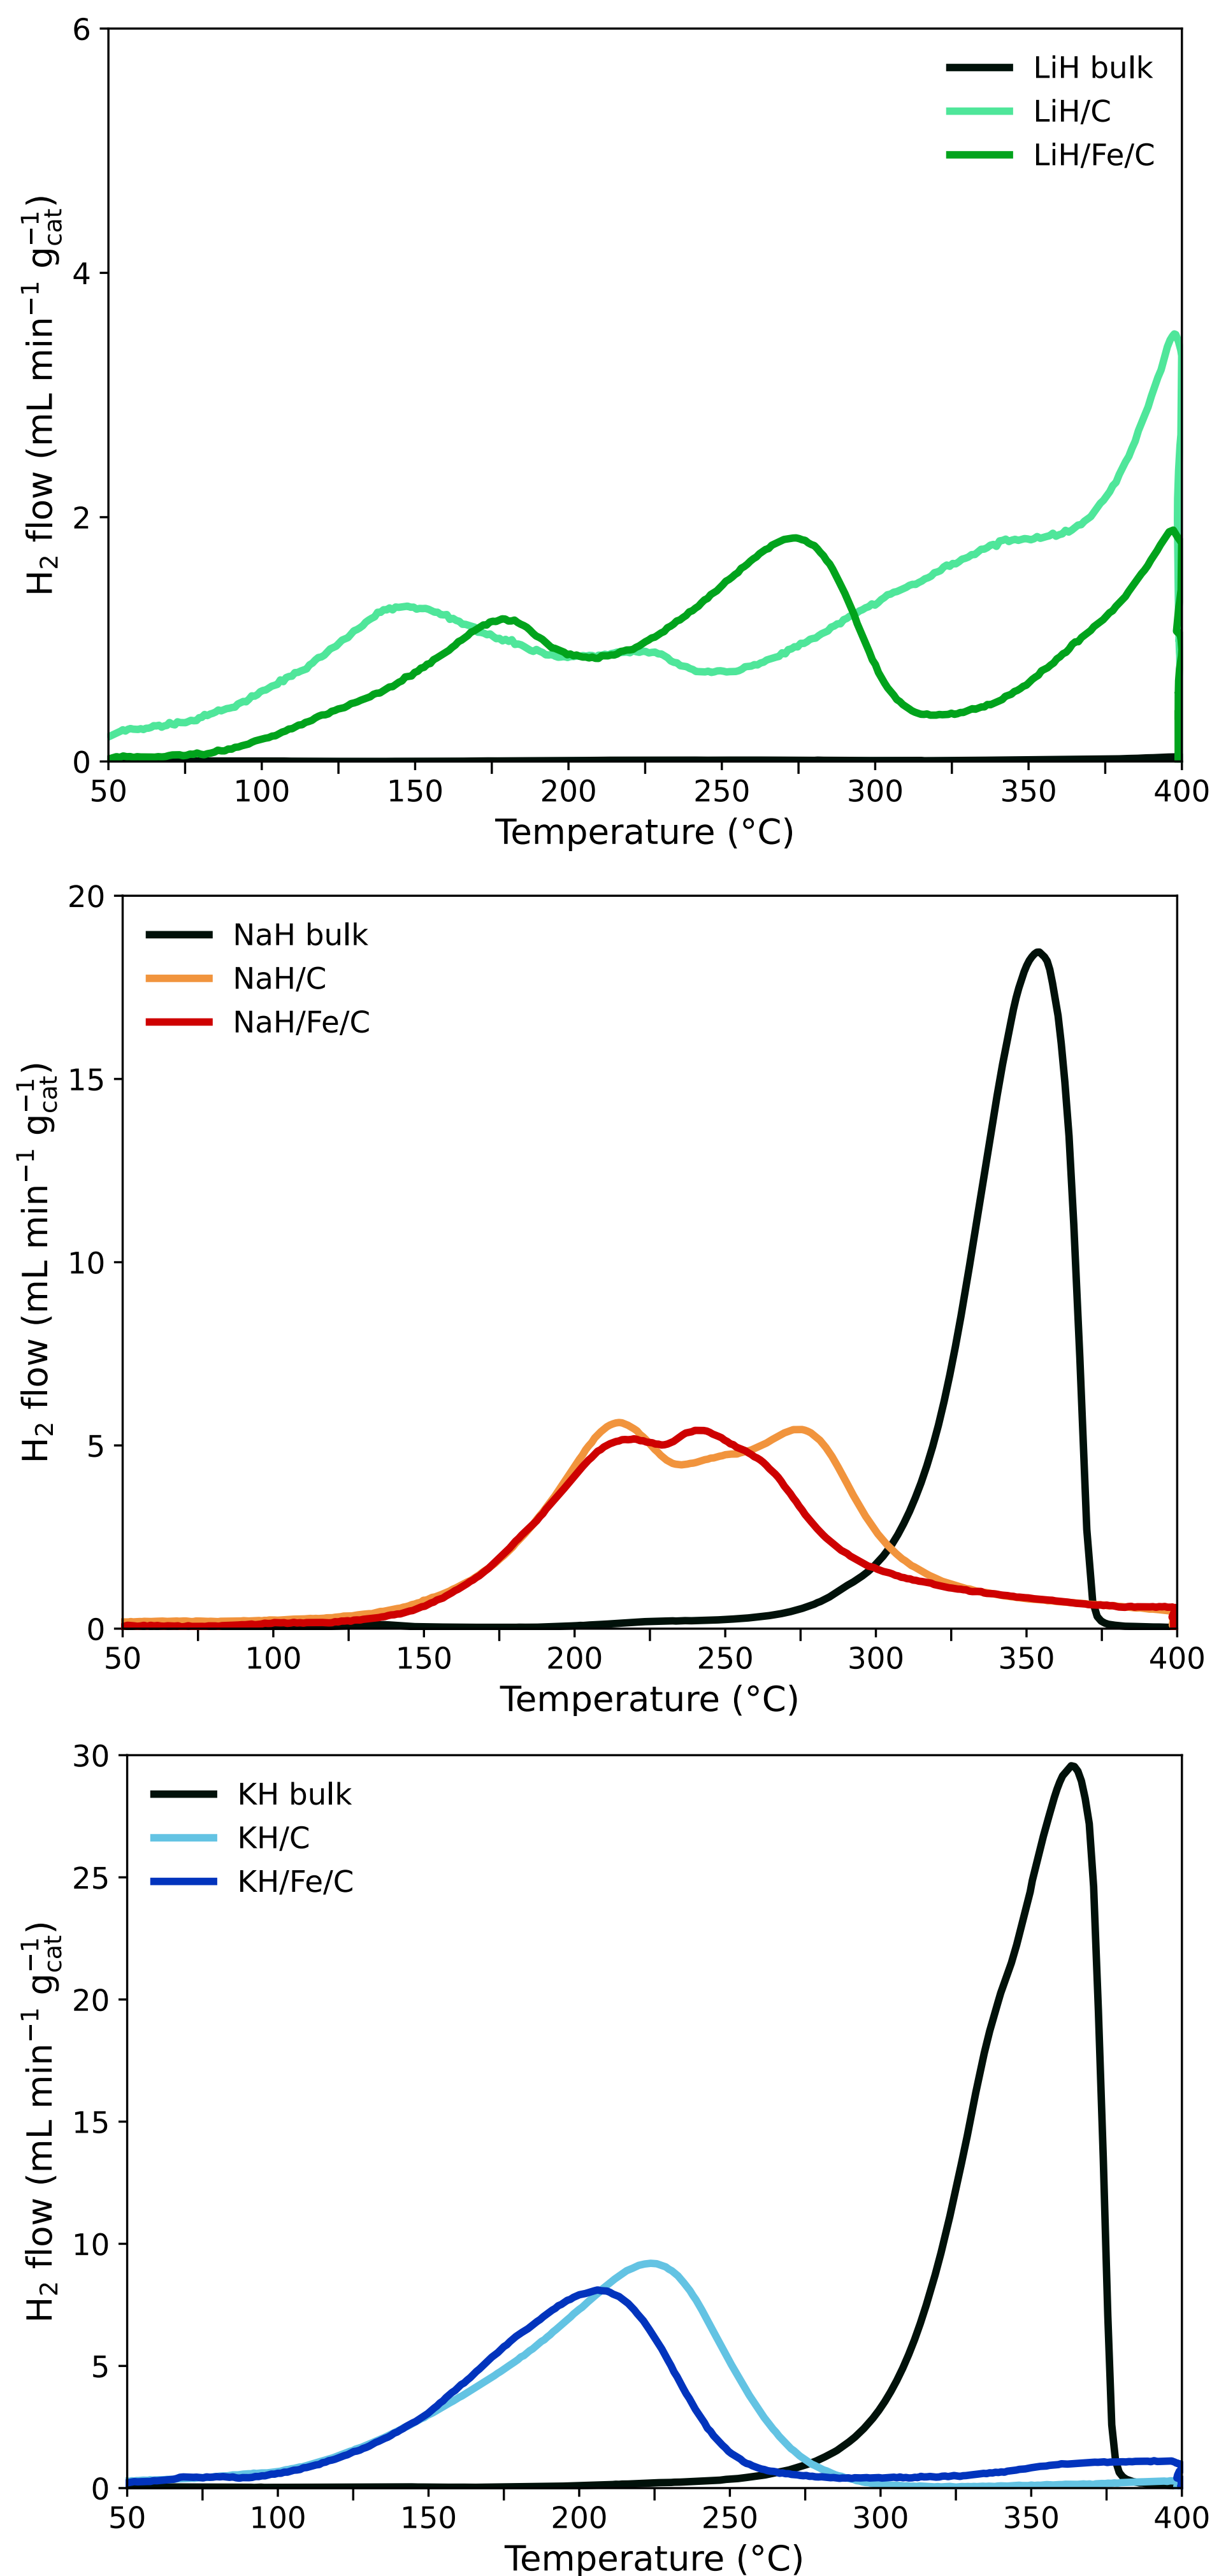 6
LiH bulk
LiH/C
LiH/Fe/C
4
2
0
H₂ flow (mL min⁻¹ g⁻¹cat)
50 100 150 200 250 300 350 400
Temperature (°C)
20
NaH bulk
NaH/C
NaH/Fe/C
15
10
5
0
H₂ flow (mL min⁻¹ g⁻¹cat)
50 100 150 200 250 300 350 400
Temperature (°C)
30
KH bulk
KH/C
KH/Fe/C
25
20
15
10
5
0
H₂ flow (mL min⁻¹ g⁻¹cat)
50 100 150 200 250 300 350 400
Temperature (°C)